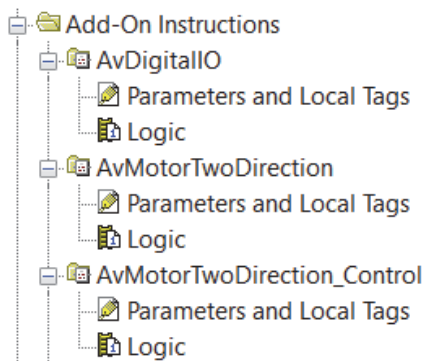 Add-On Instructions
AvDigitalIO
Parameters and Local Tags
Logic
AvMotorTwoDirection
Parameters and Local Tags
Logic
AvMotorTwoDirection_Control
Parameters and Local Tags
Logic